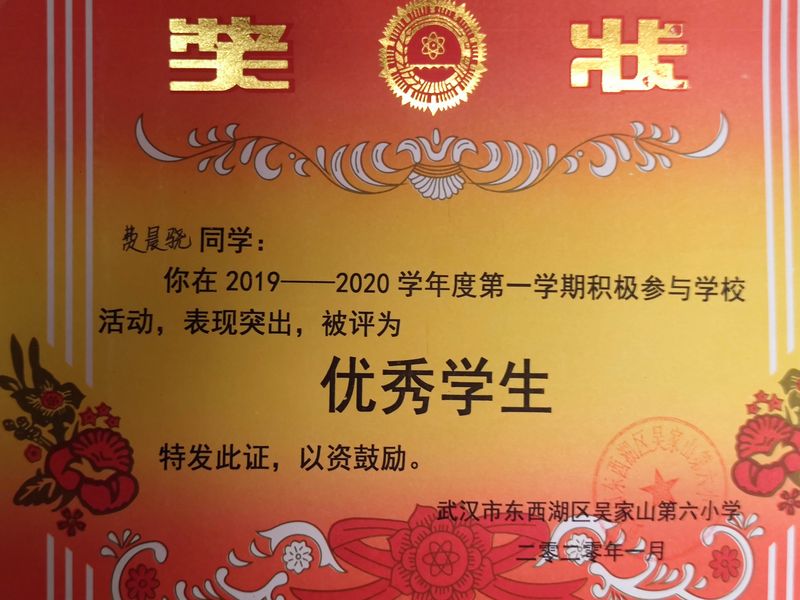 奖状
费晨骁 同学：
你在 2019——2020 学年度第一学期积极参与学校
活动，表现突出，被评为
优秀学生
特发此证，以资鼓励。
东西湖区吴家山第六
武汉市东西湖区吴家山第六小学
二零二零年一月